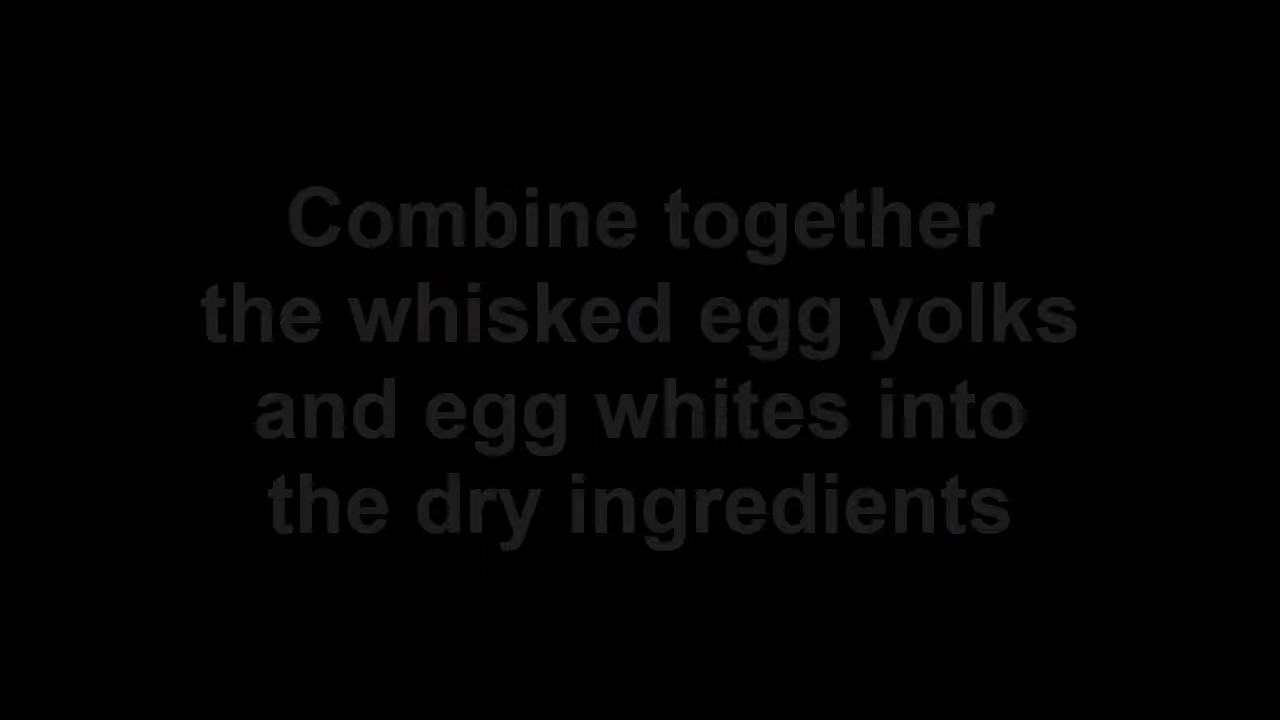 Combine together
the whisked egg yolks
and egg whites into
the dry ingredients